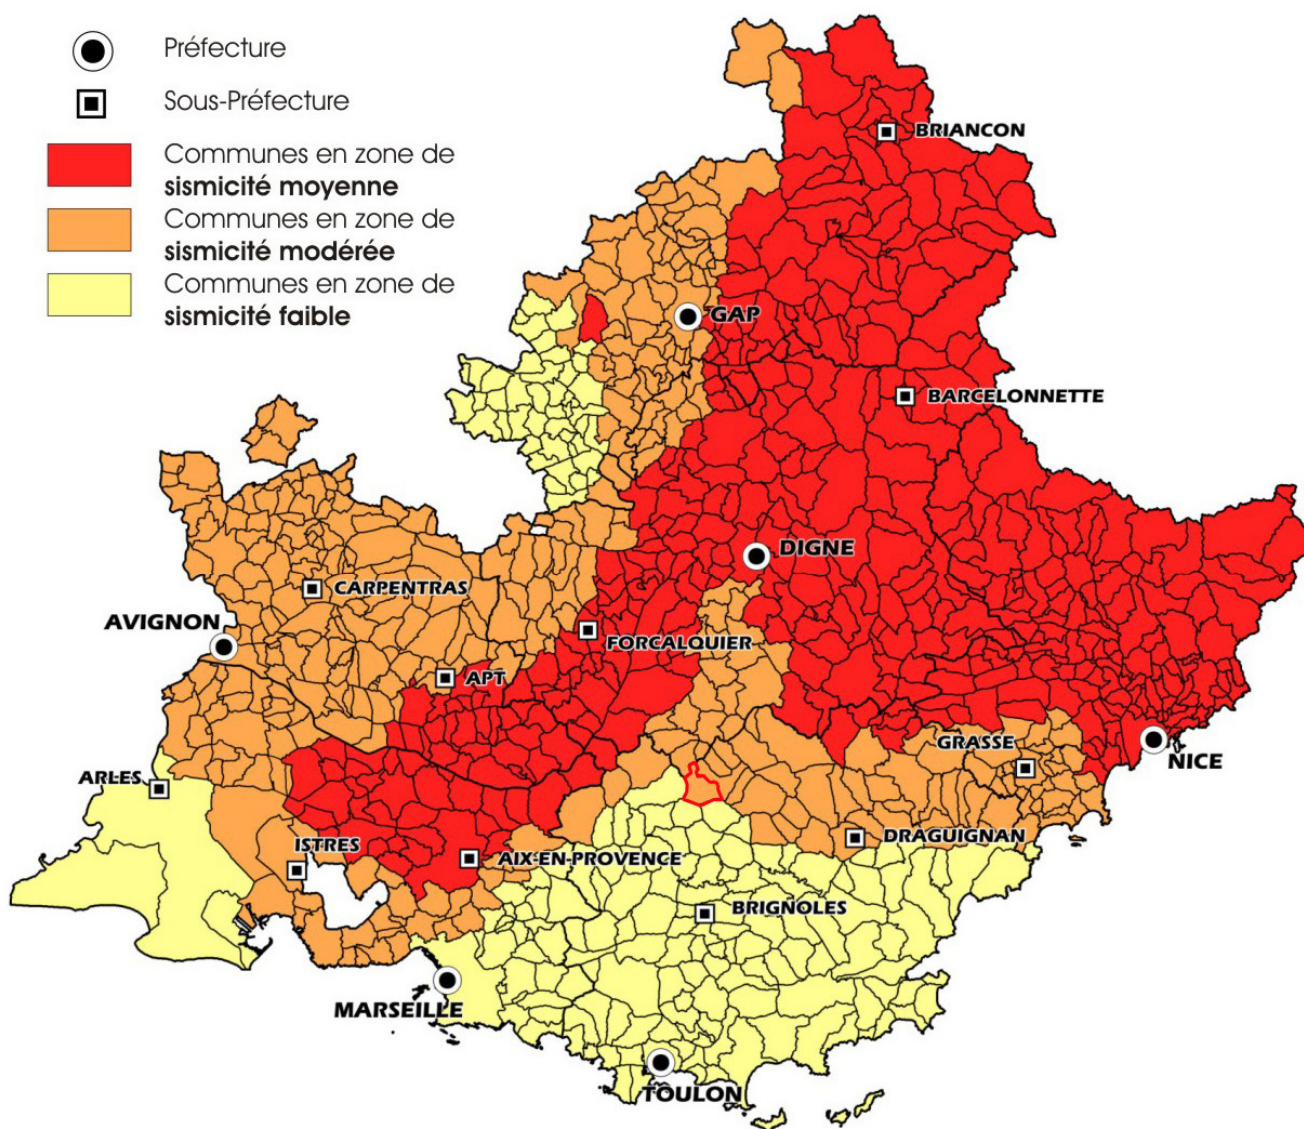 Préfecture
Sous-Préfecture
Communes en zone de
sismicité moyenne
Communes en zone de
sismicité modérée
Communes en zone de
sismicité faible
BRIANCON
GAP
BARCELONNETTE
DIGNE
CARPENTRAS
AVIGNON
FORCALQUIER
APT
GRASSE
NICE
ARLES
ISTRES
DRAGUIGNAN
AIX-EN-PROVENCE
BRIGNOLES
MARSEILLE
TOULON